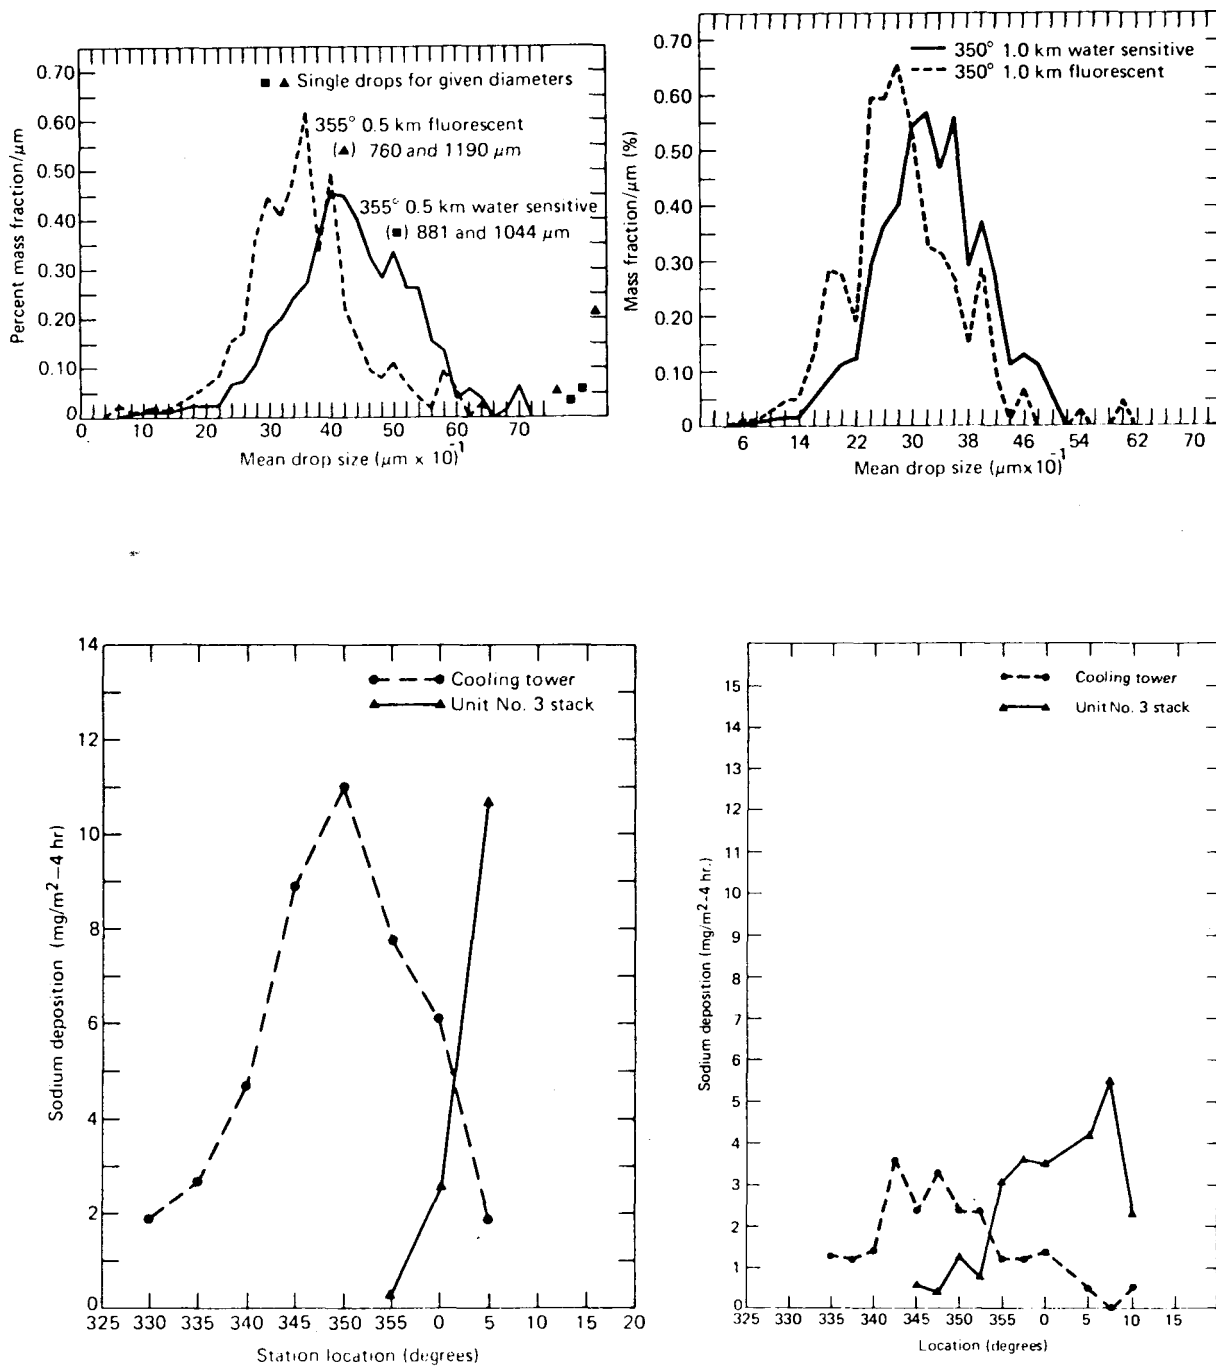 0.70
0.60
0.50
0.40
0.30
0.20
0.10
0
Percent mass fraction/μm
■ ▲ Single drops for given diameters
355° 0.5 km fluorescent
(▲) 760 and 1190 μm
355° 0.5 km water sensitive
(■) 881 and 1044 μm
0 10 20 30 40 50 60 70
Mean drop size (μm x 10)⁻¹
0.70
0.60
0.50
0.40
0.30
0.20
0.10
0
Mass fraction/μm (%)
350° 1.0 km water sensitive
350° 1.0 km fluorescent
6 14 22 30 38 46 54 62 70
Mean drop size (μmx10)⁻¹
14
12
10
8
6
4
2
0
Sodium deposition (mg/m²–4 hr)
Cooling tower
Unit No. 3 stack
325 330 335 340 345 350 355 0 5 10 15 20
Station location (degrees)
15
14
13
12
11
10
9
8
7
6
5
4
3
2
1
0
Sodium deposition (mg/m²–4 hr.)
Cooling tower
Unit No. 3 stack
325 330 335 340 345 350 355 0 5 10 15 20
Location (degrees)